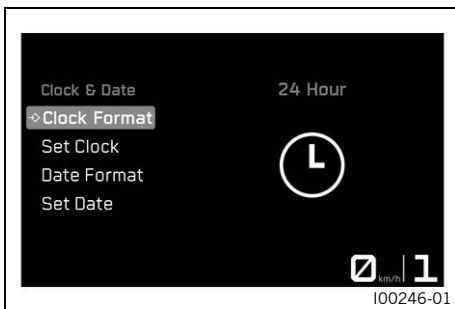 Clock & Date
Clock Format
Set Clock
Date Format
Set Date
24 Hour
0 km/h 1
I00246-01